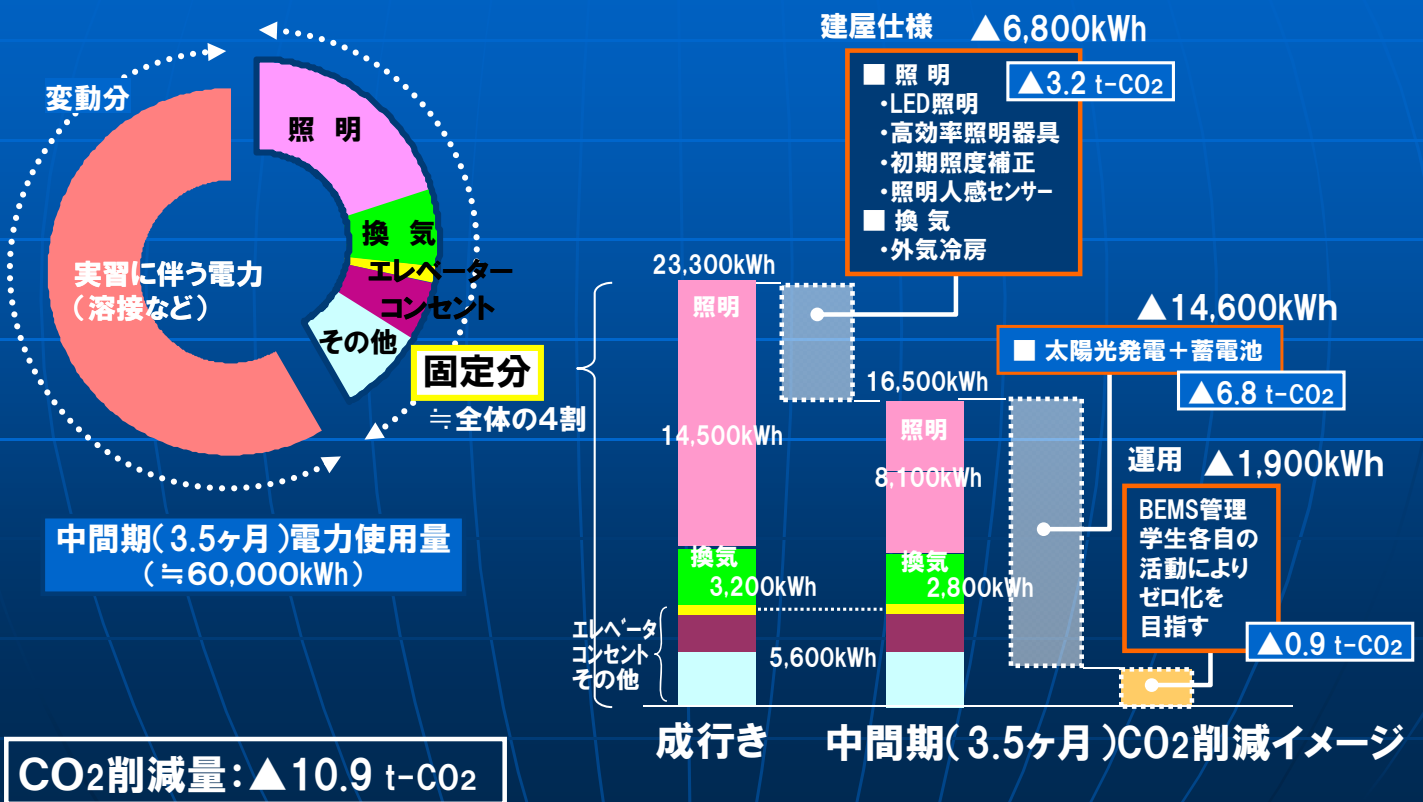 変動分
照 明
換 気
エレベーター
コンセント
その他
実習に伴う電力
（溶接など）
固定分
≒全体の4割
中間期（3.5ヶ月）電力使用量
（≒60,000kWh）
建屋仕様 ▲6,800kWh
■ 照 明
・LED照明
・高効率照明器具
・初期照度補正
・照明人感センサー
■ 換 気
・外気冷房
▲3.2 t-CO2
23,300kWh
照明
14,500kWh
換気
3,200kWh
エレベータ
コンセント
その他
5,600kWh
16,500kWh
照明
8,100kWh
換気
2,800kWh
▲14,600kWh
■ 太陽光発電＋蓄電池
▲6.8 t-CO2
運用 ▲1,900kWh
BEMS管理
学生各自の
活動により
ゼロ化を
目指す
▲0.9 t-CO2
成行き
中間期（3.5ヶ月）CO2削減イメージ
CO2削減量：▲10.9 t-CO2